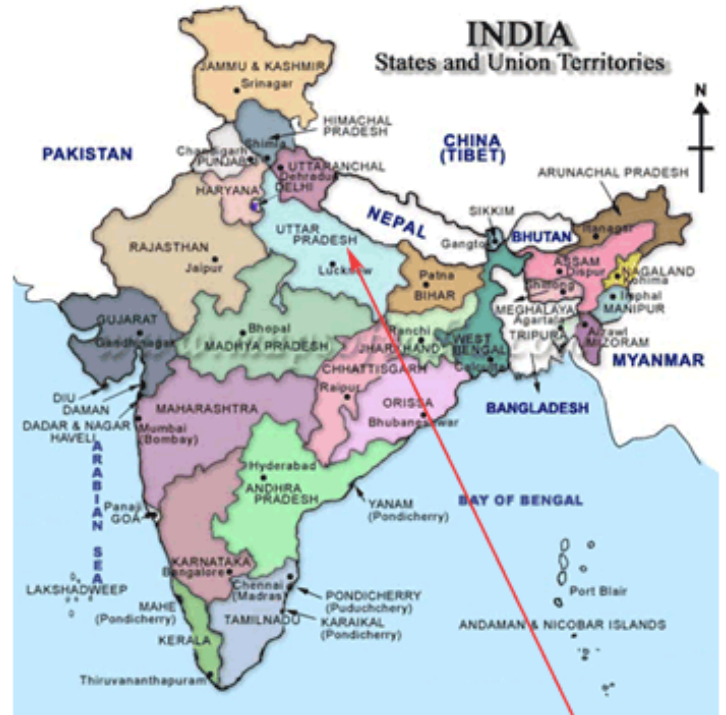 INDIA
States and Union Territories
N
JAMMU & KASHMIR
Srinagar
HIMACHAL
PRADESH
PAKISTAN
CHINA
(TIBET)
Chandigarh
Shimla
PUNJAB
UTTARANCHAL
Dehradun
HARYANA
DELHI
ARUNACHAL PRADESH
NEPAL
SIKKIM
Gangtok
BHUTAN
Itanagar
RAJASTHAN
Jaipur
UTTAR
PRADESH
Lucknow
ASSAM
Dispur
NAGALAND
Kohima
Patna
BIHAR
Shillong
MEGHALAYA
Imphal
MANIPUR
Agartala
TRIPURA
Aizawl
MIZORAM
GUJARAT
Gandhinagar
Bhopal
MADHYA PRADESH
Ranchi
JHARKHAND
WEST
BENGAL
Calcutta
MYANMAR
CHHATTISGARH
Raipur
BANGLADESH
DIU
DAMAN
DADAR & NAGAR
HAVELI
MAHARASHTRA
Mumbai
(Bombay)
ORISSA
Bhubaneshwar
ARABIAN SEA
Hyderabad
ANDHRA
PRADESH
YANAM
(Pondicherry)
BAY OF BENGAL
Panaji
GOA
KARNATAKA
Bangalore
Chennai
(Madras)
LAKSHADWEEP
MAHE
(Pondicherry)
PONDICHERRY
(Puduchchery)
KARAIKAL
(Pondicherry)
TAMILNADU
KERALA
Thiruvananthapuram
Port Blair
ANDAMAN & NICOBAR ISLANDS